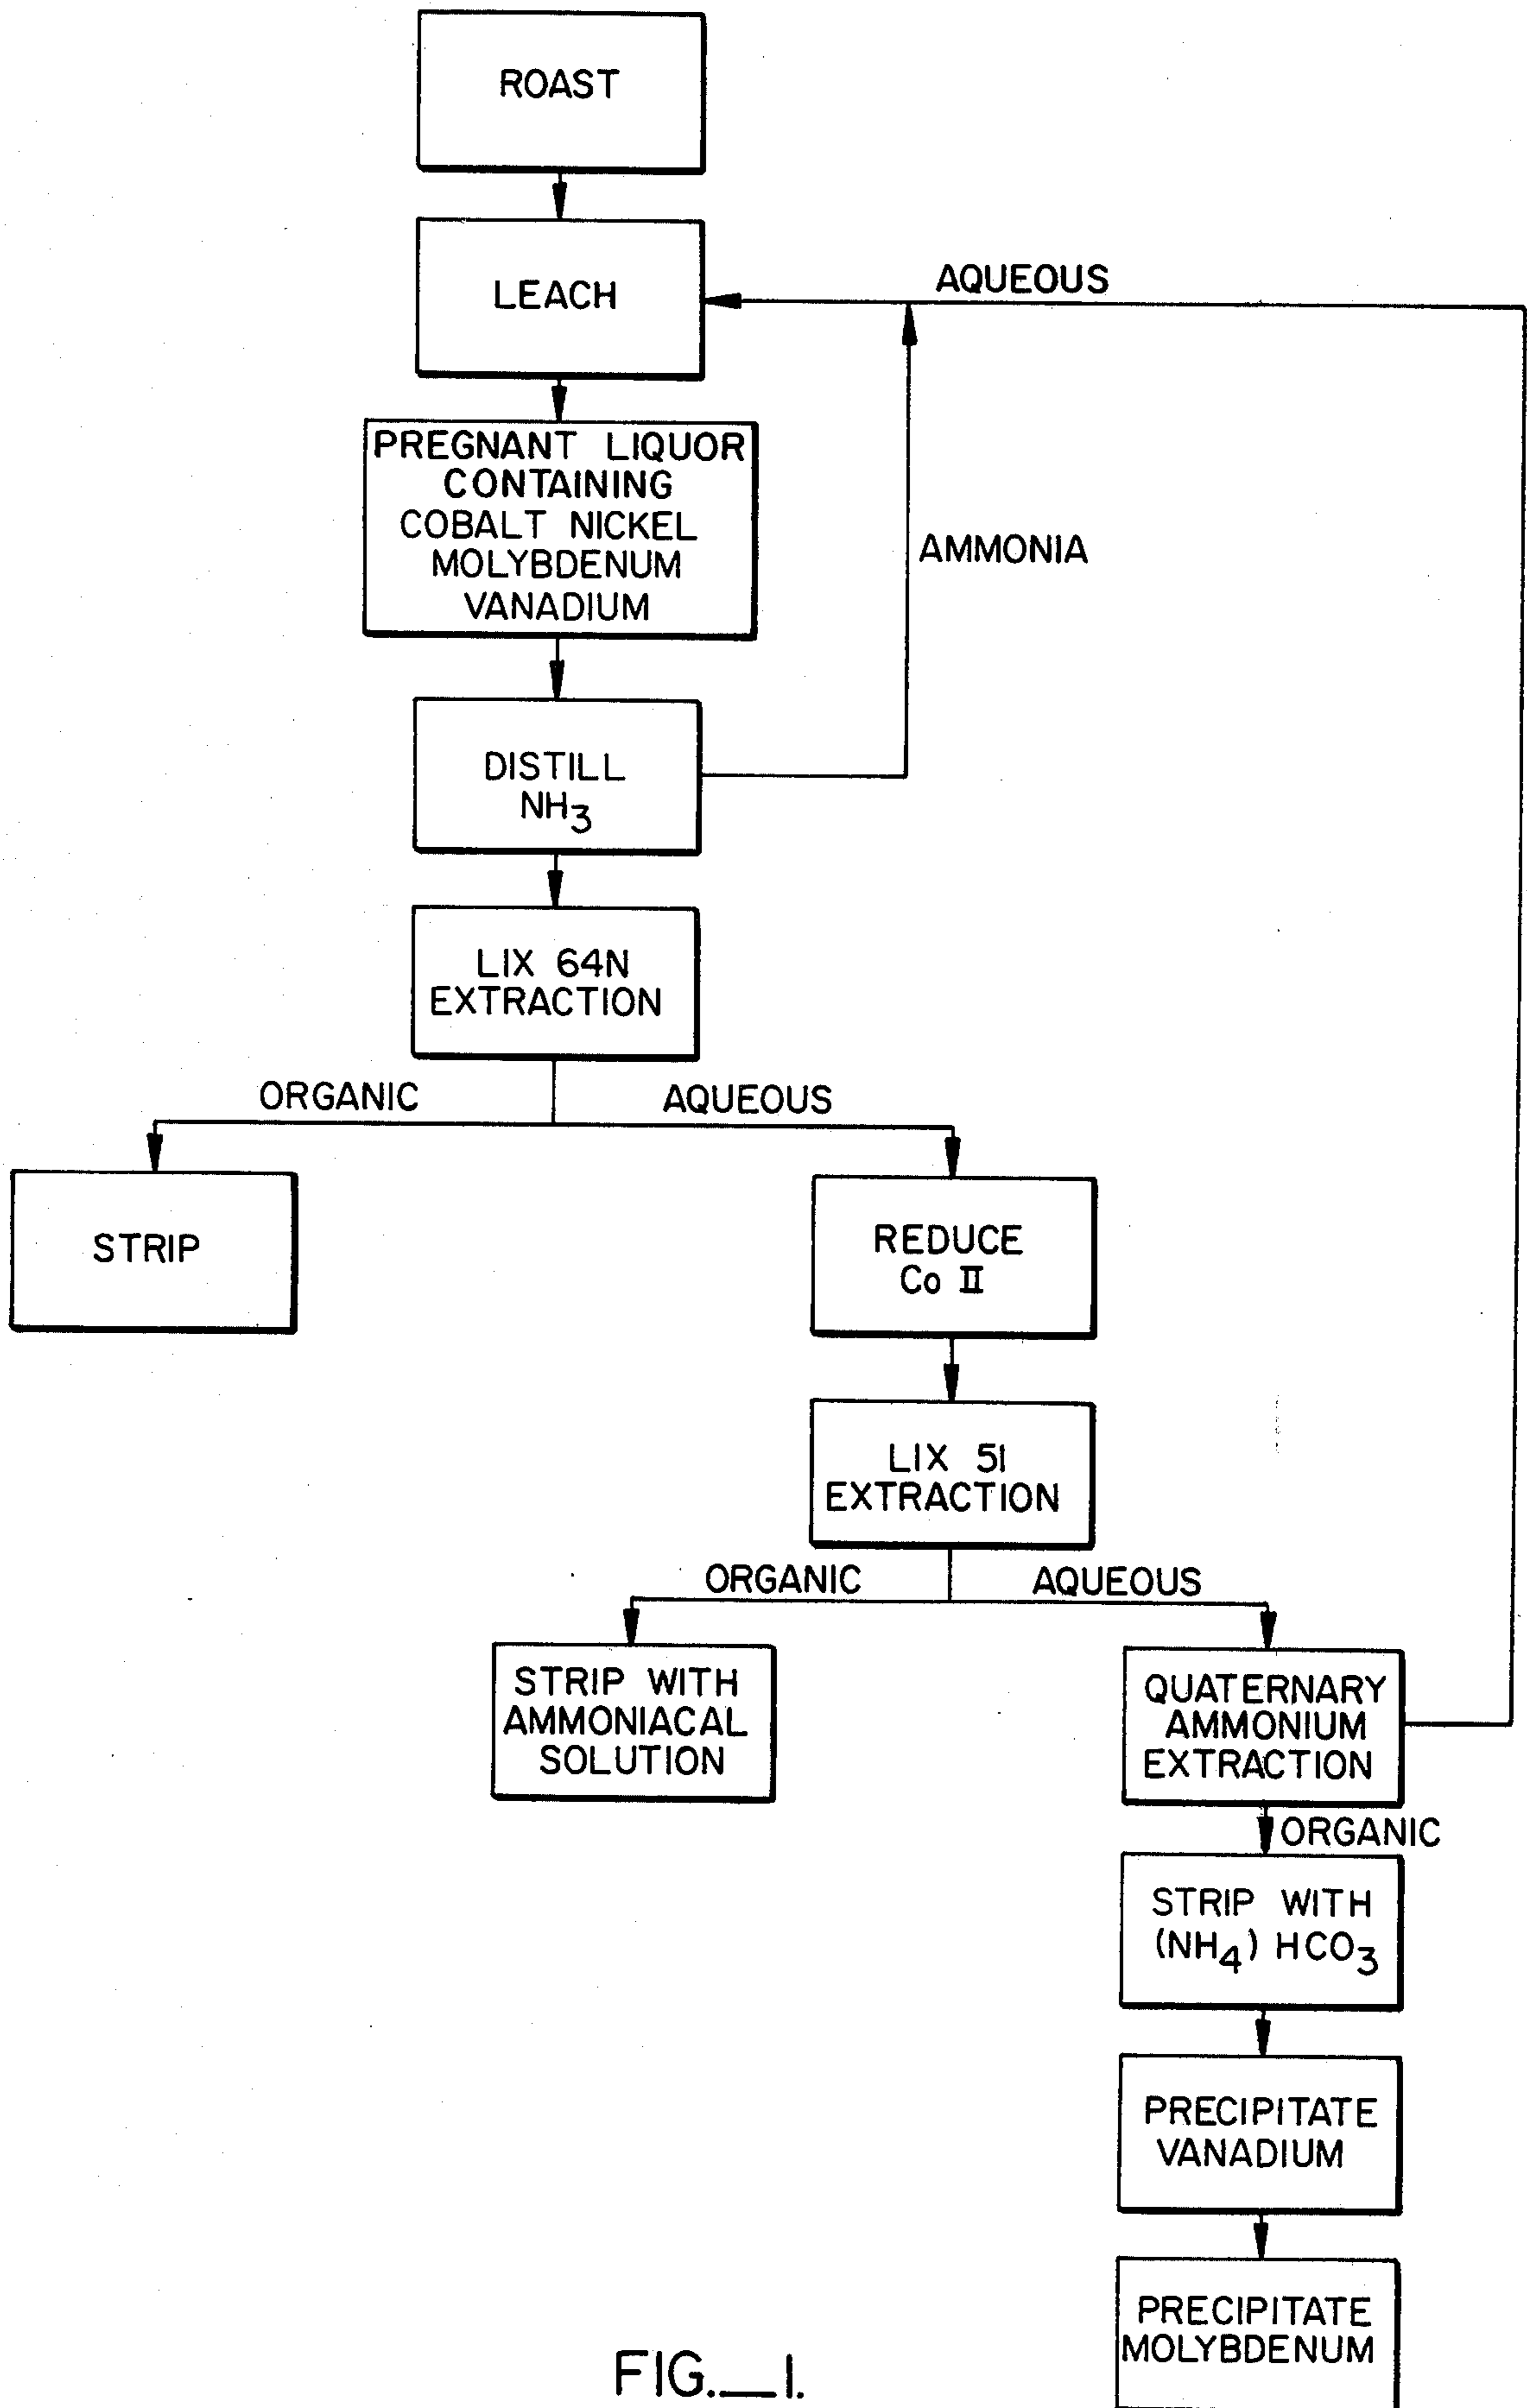 ROAST
LEACH
AQUEOUS
PREGNANT LIQUOR
CONTAINING
COBALT NICKEL
MOLYBDENUM
VANADIUM
AMMONIA
DISTILL
NH3
LIX 64N
EXTRACTION
ORGANIC
AQUEOUS
STRIP
REDUCE
Co II
LIX 51
EXTRACTION
ORGANIC
AQUEOUS
STRIP WITH
AMMONIACAL
SOLUTION
QUATERNARY
AMMONIUM
EXTRACTION
ORGANIC
STRIP WITH
(NH4) HCO3
PRECIPITATE
VANADIUM
PRECIPITATE
MOLYBDENUM
FIG.__1.